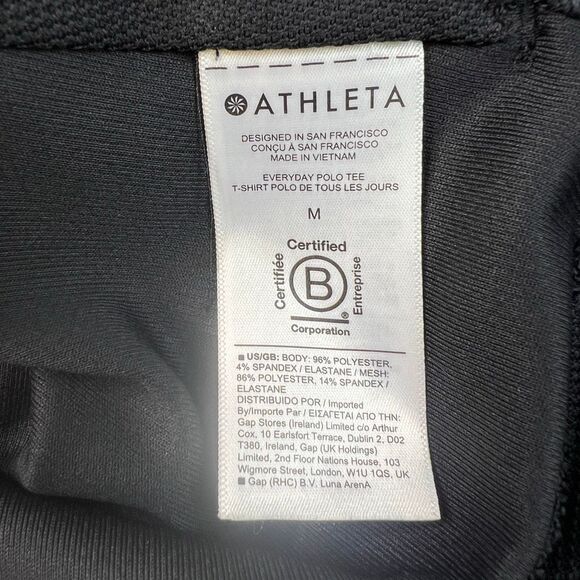 ATHLETA
DESIGNED IN SAN FRANCISCO
CONÇU À SAN FRANCISCO
MADE IN VIETNAM
EVERYDAY POLO TEE
T-SHIRT POLO DE TOUS LES JOURS
M
Certified
Certifiée
B
Entreprise
®
Corporation
■ US/GB: BODY: 96% POLYESTER,
4% SPANDEX / ELASTANE / MESH:
86% POLYESTER, 14% SPANDEX /
ELASTANE
DISTRIBUIDO POR / Imported
By/Importe Par / ΕΙΣΑΓΕΤΑΙ ΑΠΟ ΤΗΝ:
Gap Stores (Ireland) Limited c/o Arthur
Cox, 10 Earlsfort Terrace, Dublin 2, D02
T380, Ireland, Gap (UK Holdings)
Limited, 2nd Floor Nations House, 103
Wigmore Street, London, W1U 1QS, UK
■ Gap (RHC) B.V. Luna ArenA